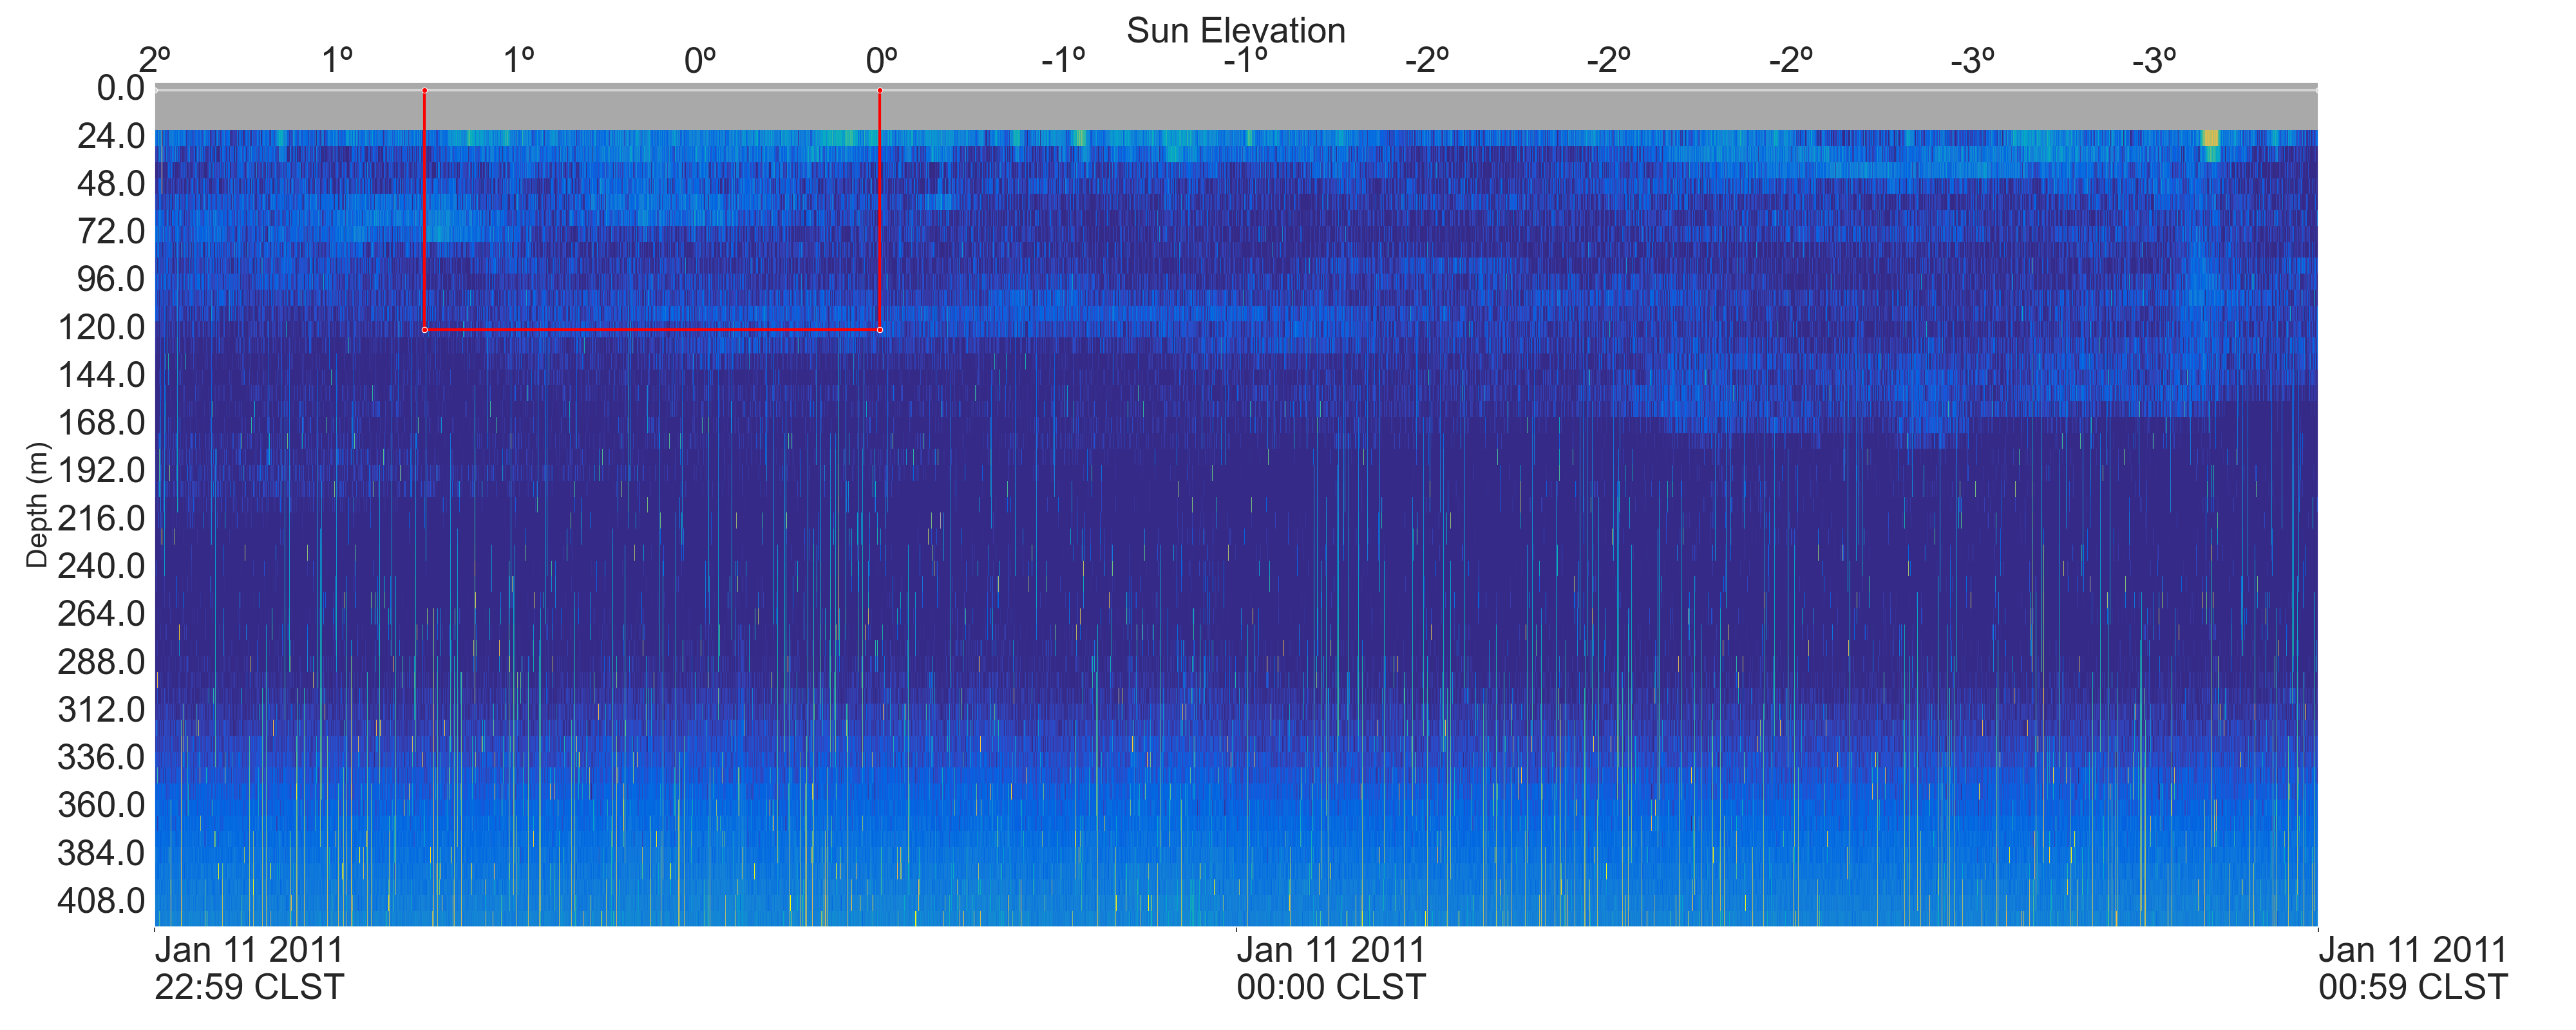 Sun Elevation
2º 1º 1º 0º 0º -1º -1º -2º -2º -2º -3º -3º
0.0
24.0
48.0
72.0
96.0
120.0
144.0
168.0
192.0
216.0
240.0
264.0
288.0
312.0
336.0
360.0
384.0
408.0
Depth (m)
Jan 11 2011
22:59 CLST
Jan 11 2011
00:00 CLST
Jan 11 2011
00:59 CLST